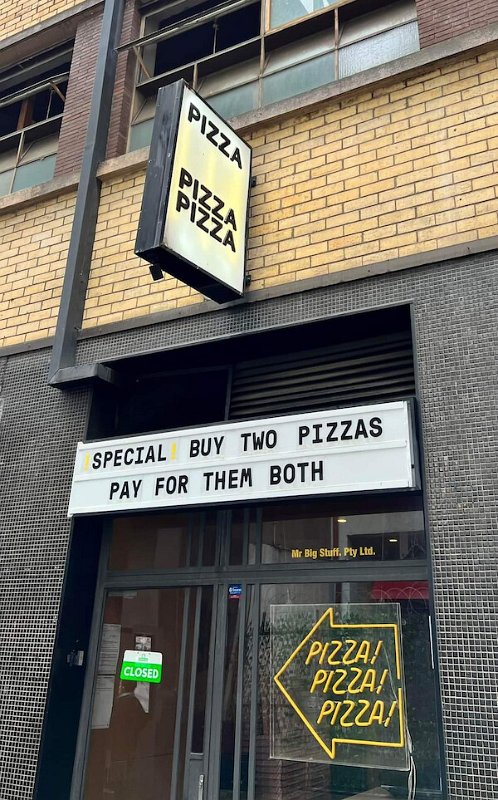 PIZZA
PIZZA
PIZZA
!SPECIAL! BUY TWO PIZZAS
PAY FOR THEM BOTH
Mr Big Stuff. Pty Ltd.
CLOSED
PIZZA!
PIZZA!
PIZZA!